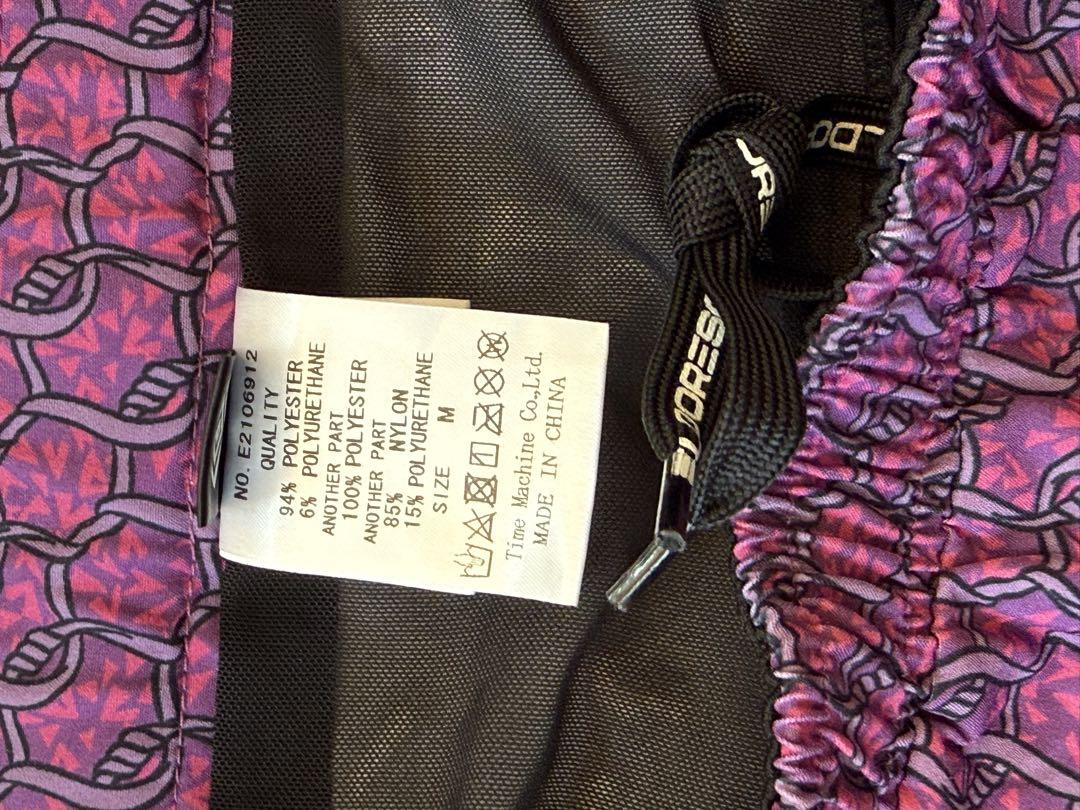 NO. E2106912
QUALITY
94% POLYESTER
6% POLYURETHANE
ANOTHER PART
100% POLYESTER
ANOTHER PART
85% NYLON
15% POLYURETHANE
SIZE M
Time Machine Co.,Ltd.
MADE IN CHINA